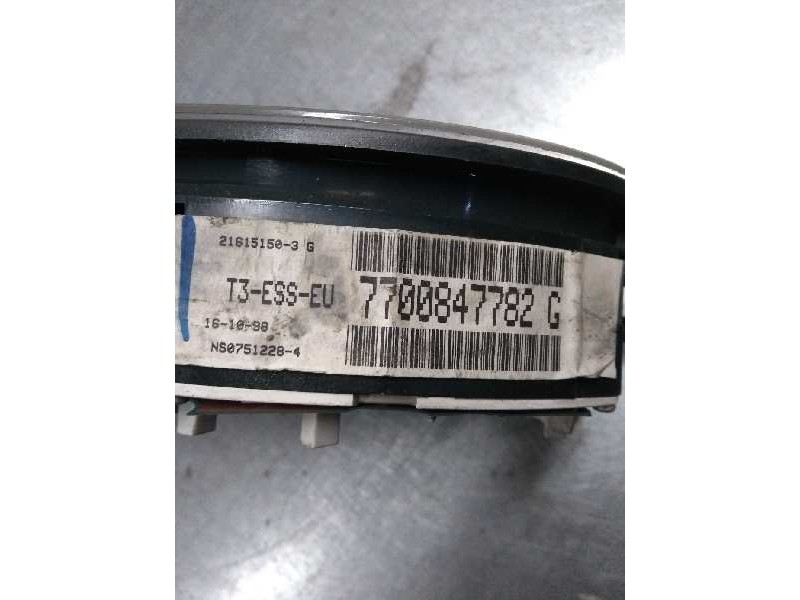 21615150-3 G
T3-ESS-EU
7700847782 G
16-10-98
NS0751228-4